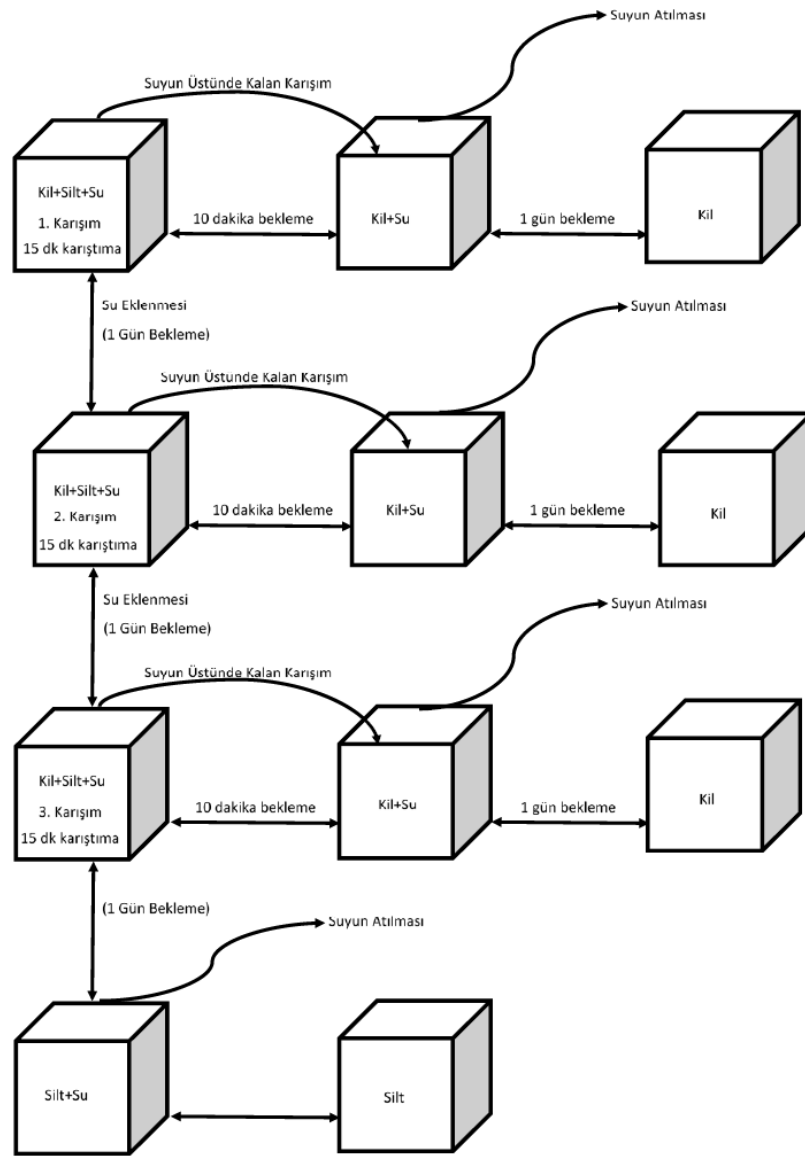 Suyun Atılması
Suyun Üstünde Kalan Karışım
Kil+Silt+Su
1. Karışım
15 dk karıştıma
10 dakika bekleme
Kil+Su
1 gün bekleme
Kil
Su Eklenmesi
(1 Gün Bekleme)
Suyun Atılması
Suyun Üstünde Kalan Karışım
Kil+Silt+Su
2. Karışım
15 dk karıştıma
10 dakika bekleme
Kil+Su
1 gün bekleme
Kil
Su Eklenmesi
(1 Gün Bekleme)
Suyun Atılması
Suyun Üstünde Kalan Karışım
Kil+Silt+Su
3. Karışım
15 dk karıştıma
10 dakika bekleme
Kil+Su
1 gün bekleme
Kil
(1 Gün Bekleme)
Suyun Atılması
Silt+Su
Silt